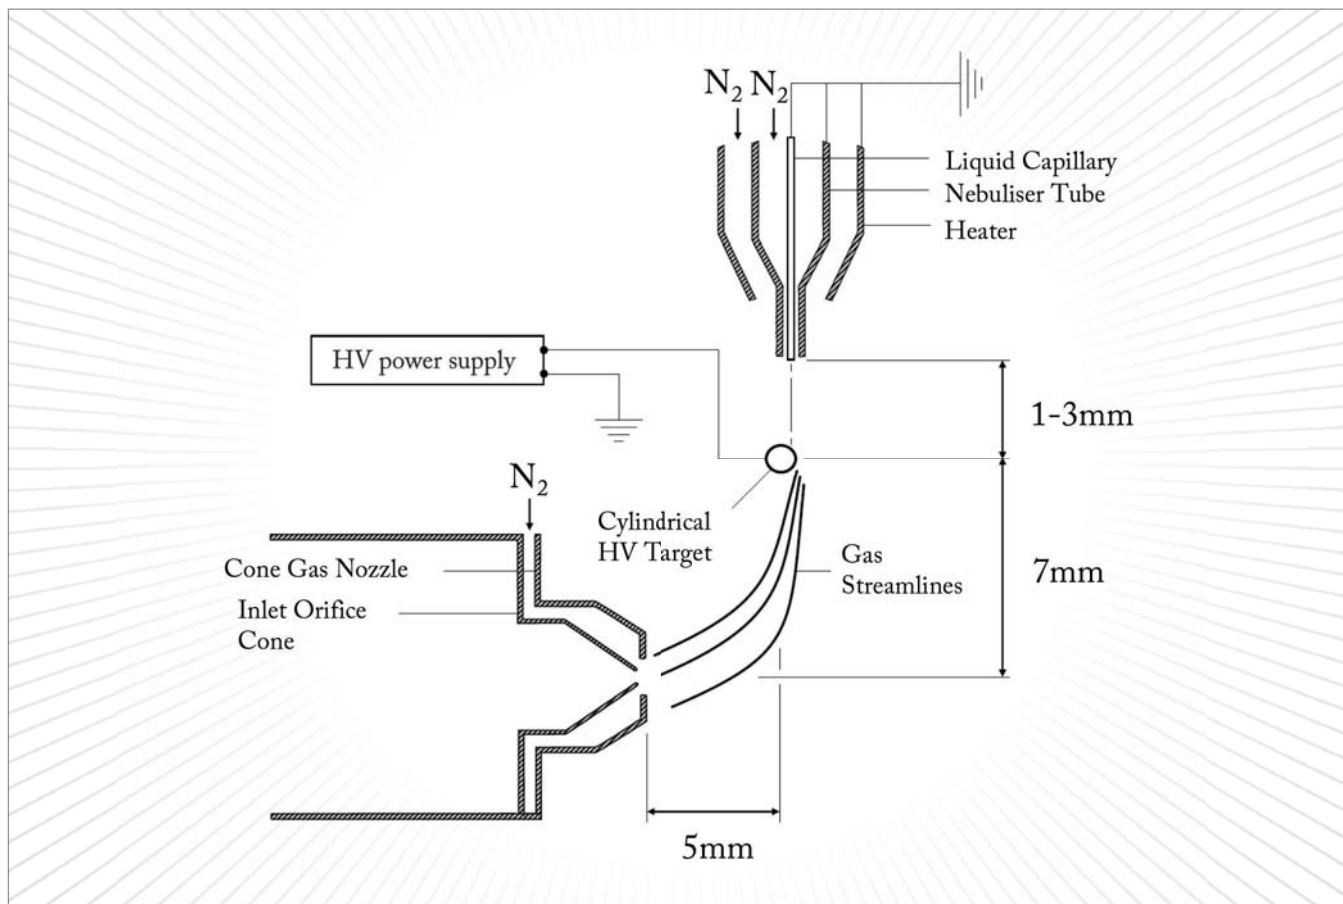 N₂ N₂
Liquid Capillary
Nebuliser Tube
Heater
HV power supply
1-3mm
N₂
Cylindrical
HV Target
Gas
Streamlines
7mm
Cone Gas Nozzle
Inlet Orifice
Cone
5mm